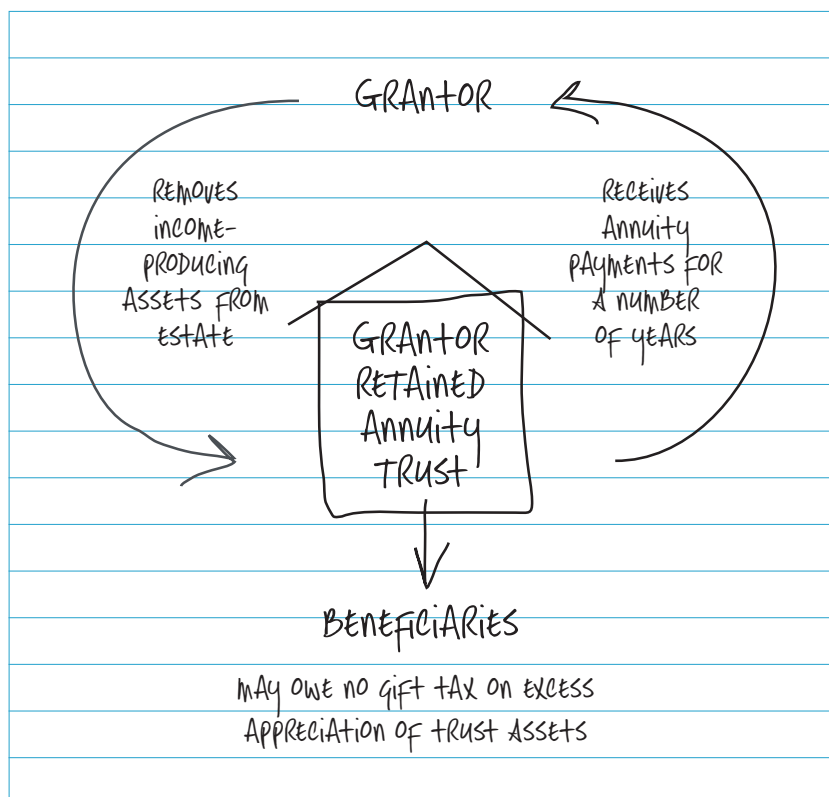 GRANTOR
REMOVES
INCOME-
PRODUCING
ASSETS FROM
ESTATE
RECEIVES
ANNUITY
PAYMENTS FOR
A NUMBER
OF YEARS
GRANTOR
RETAINED
ANNUITY
TRUST
BENEFICIARIES
MAY OWE NO GIFT TAX ON EXCESS
APPRECIATION OF TRUST ASSETS